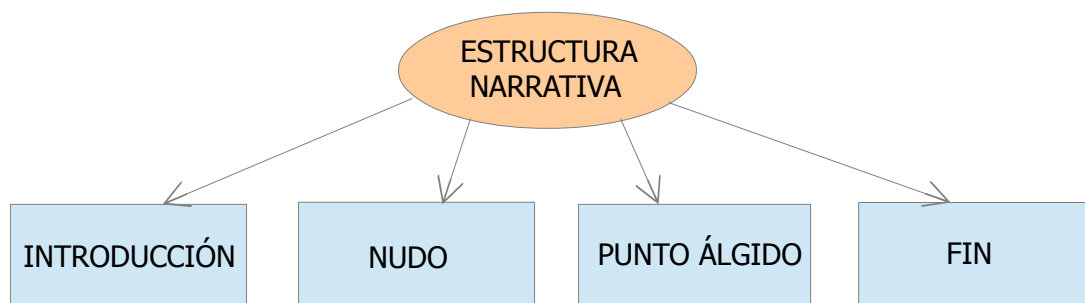 ESTRUCTURA
NARRATIVA
INTRODUCCIÓN
NUDO
PUNTO ÁLGIDO
FIN